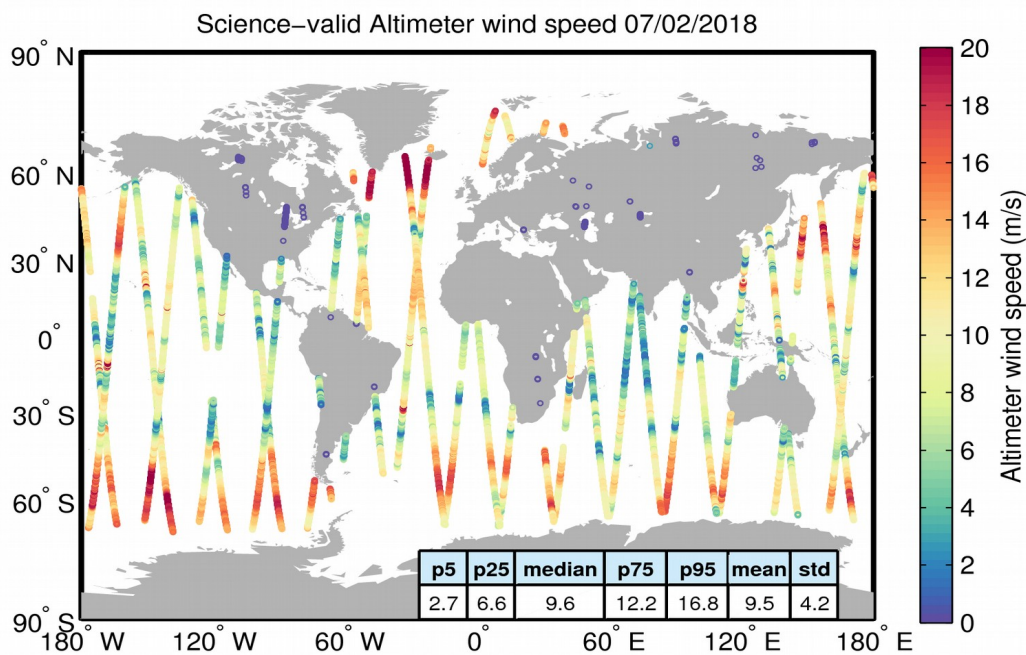 Science−valid Altimeter wind speed 07/02/2018
90° N
60° N
30° N
0°
30° S
60° S
90° S
180° W
120° W
60° W
0°
60° E
120° E
180° E
p5 p25 median p75 p95 mean std
2.7 6.6 9.6 12.2 16.8 9.5 4.2
20
18
16
14
12
10
8
6
4
2
0
Altimeter wind speed (m/s)